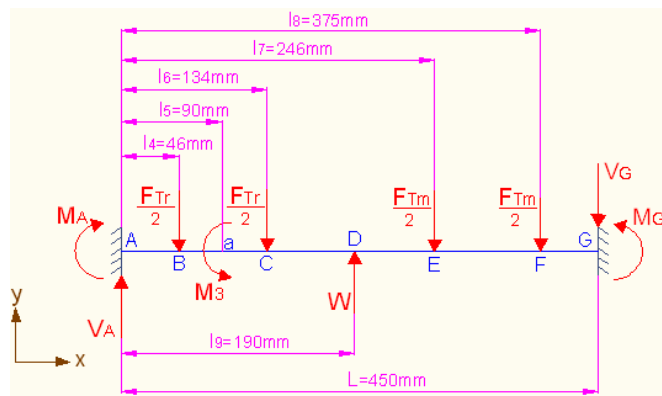 l8=375mm
l7=246mm
l6=134mm
l5=90mm
l4=46mm
FTr/2 FTr/2 FTm/2 FTm/2 VG
MA A a D G MG
B C E F
M3 W
y VA
l9=190mm
x
L=450mm